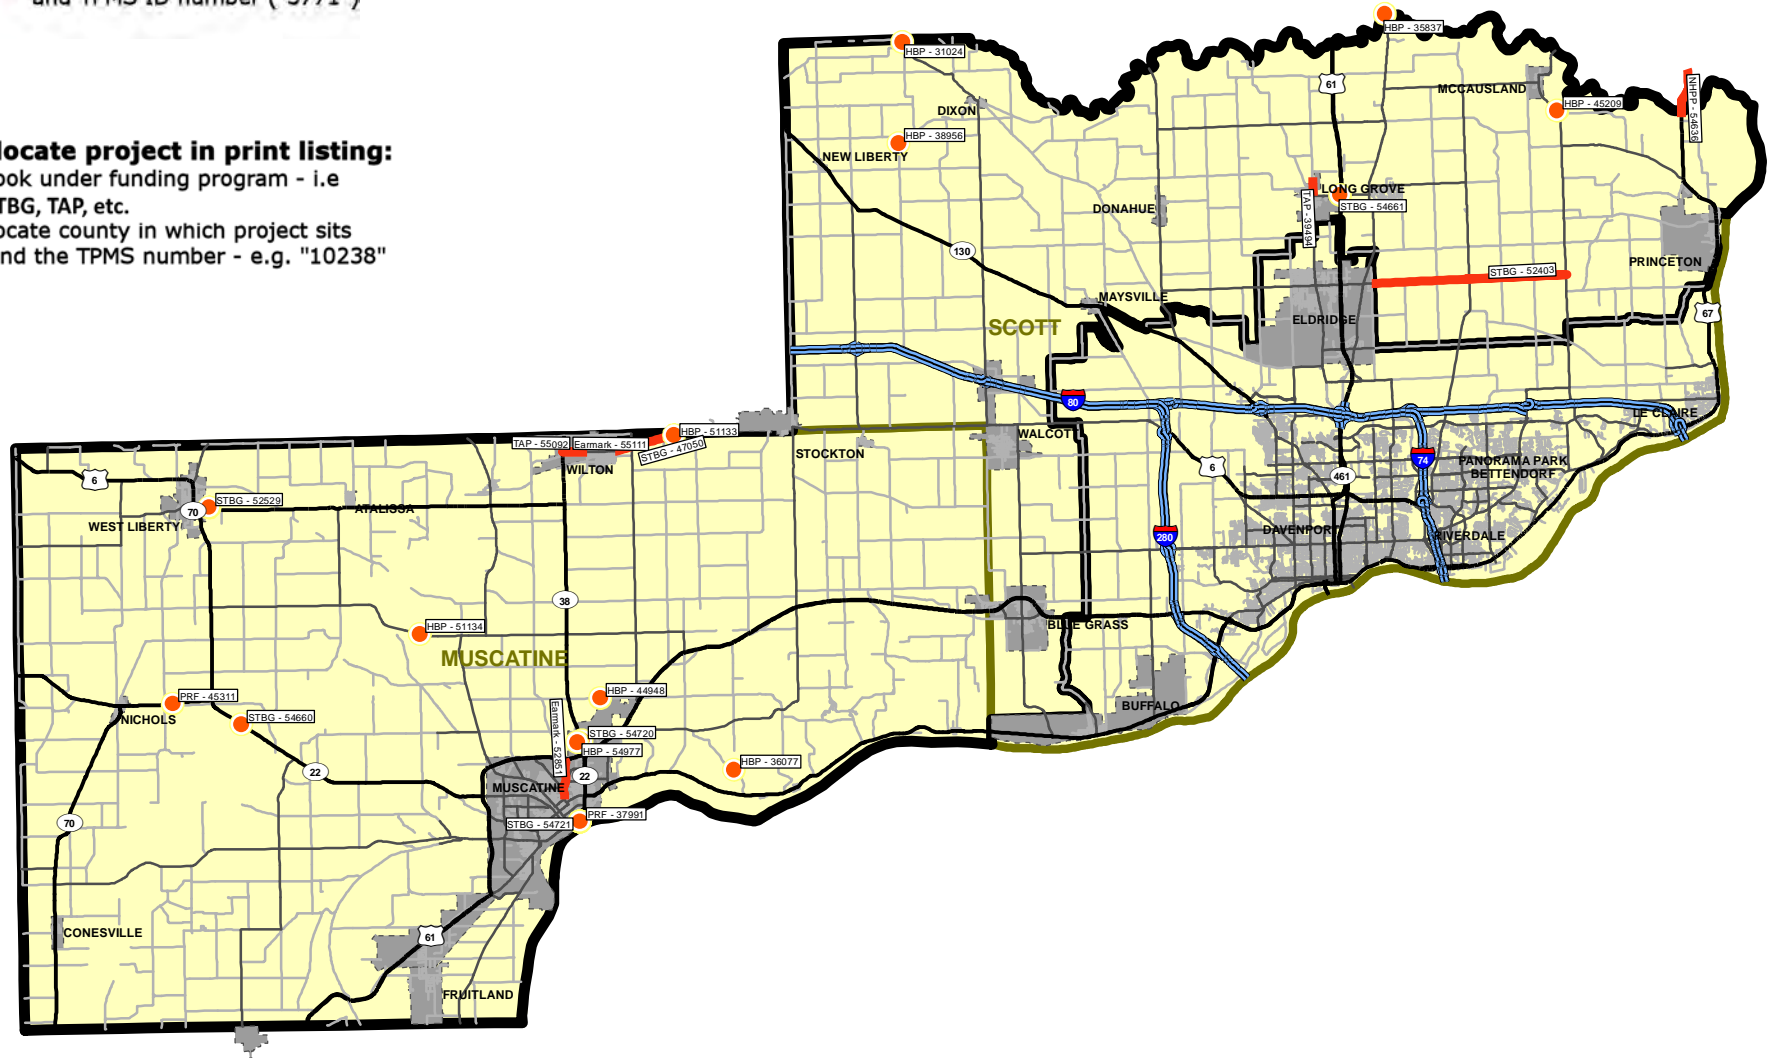 and TPMS ID number ("5771")
locate project in print listing:
ook under funding program - i.e
TBG, TAP, etc.
ocate county in which project sits
nd the TPMS number - e.g. "10238"
HBP - 35837
HBP - 31024
61
MCCAUSLAND
HBP - 45209
NHPP - 54636
DIXON
HBP - 38956
NEW LIBERTY
LONG GROVE
STBG - 54661
TAP - 39494
DONAHUE
130
PRINCETON
STBG - 52403
MAYSVILLE
67
SCOTT
ELDRIDGE
80
LE CLAIRE
HBP - 51133
TAP - 55092
Earmark - 55111
STBG - 47050
WILTON
STOCKTON
WALCOTT
6
74
PANORAMA PARK
BETTENDORF
461
6
STBG - 52529
70
WEST LIBERTY
ATALISSA
280
DAVENPORT
RIVERDALE
38
HBP - 51134
BLUE GRASS
MUSCATINE
PRF - 45311
NICHOLS
STBG - 54660
HBP - 44948
Earmark - 52851
STBG - 54720
HBP - 54977
BUFFALO
HBP - 36077
22
22
MUSCATINE
PRF - 37991
STBG - 54721
70
CONESVILLE
61
FRUITLAND